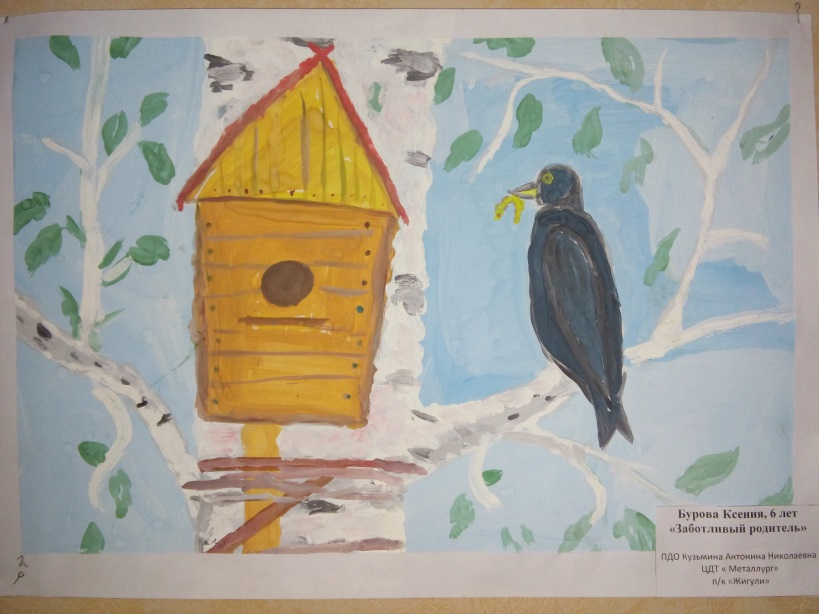 Бурова Ксения, 6 лет
«Заботливый родитель»
ПДО Кузьмина Антонина Николаевна
ЦДТ « Металлург»
п/к «Жигули»